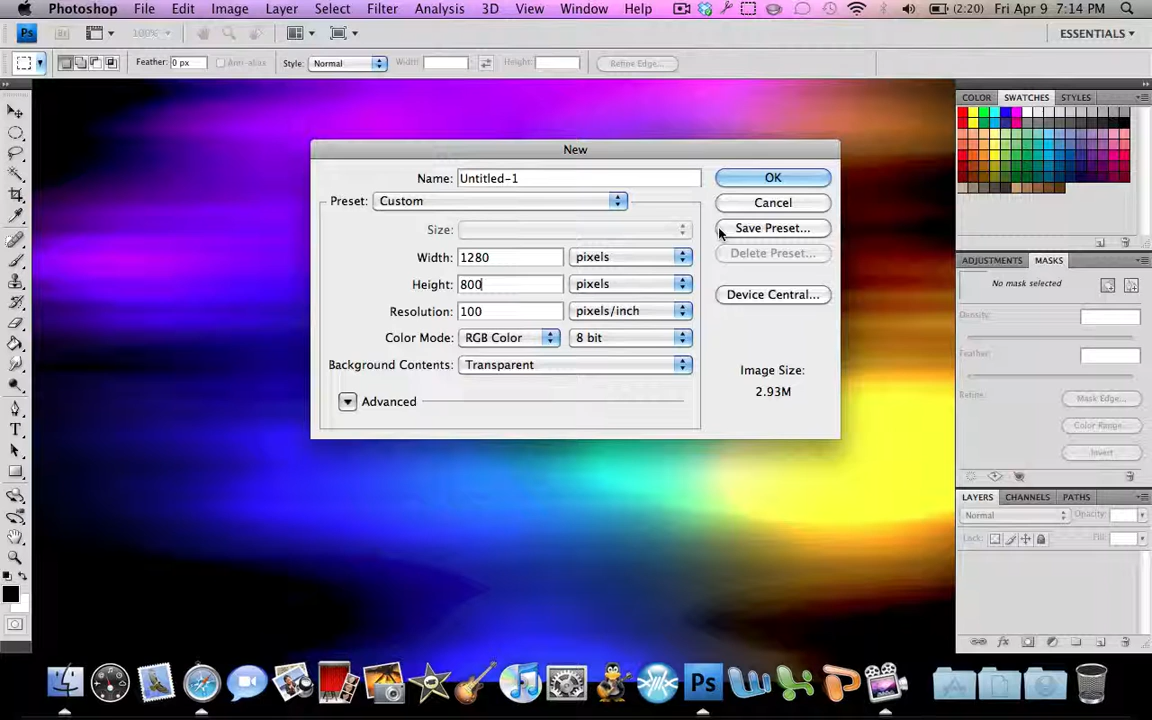 Photoshop File Edit Image Layer Select Filter Analysis 3D View Window Help (2:20) Fri Apr 9 7:14 PM
Ps 100% ESSENTIALS
Feather: 0 px Anti-alias Style: Normal Width: Height: Refine Edge...
COLOR SWATCHES STYLES
New
Name: Untitled-1 OK
Preset: Custom Cancel
Size: Save Preset...
Width: 1280 pixels Delete Preset...
Height: 800 pixels Device Central...
Resolution: 100 pixels/inch
Color Mode: RGB Color 8 bit
Background Contents: Transparent
Image Size:
2.93M
Advanced
ADJUSTMENTS MASKS
No mask selected
Density:
Feather:
Refine: Mask Edge...
Color Range...
Invert
LAYERS CHANNELS PATHS
Normal Opacity:
Lock: Fill:
T
Ps